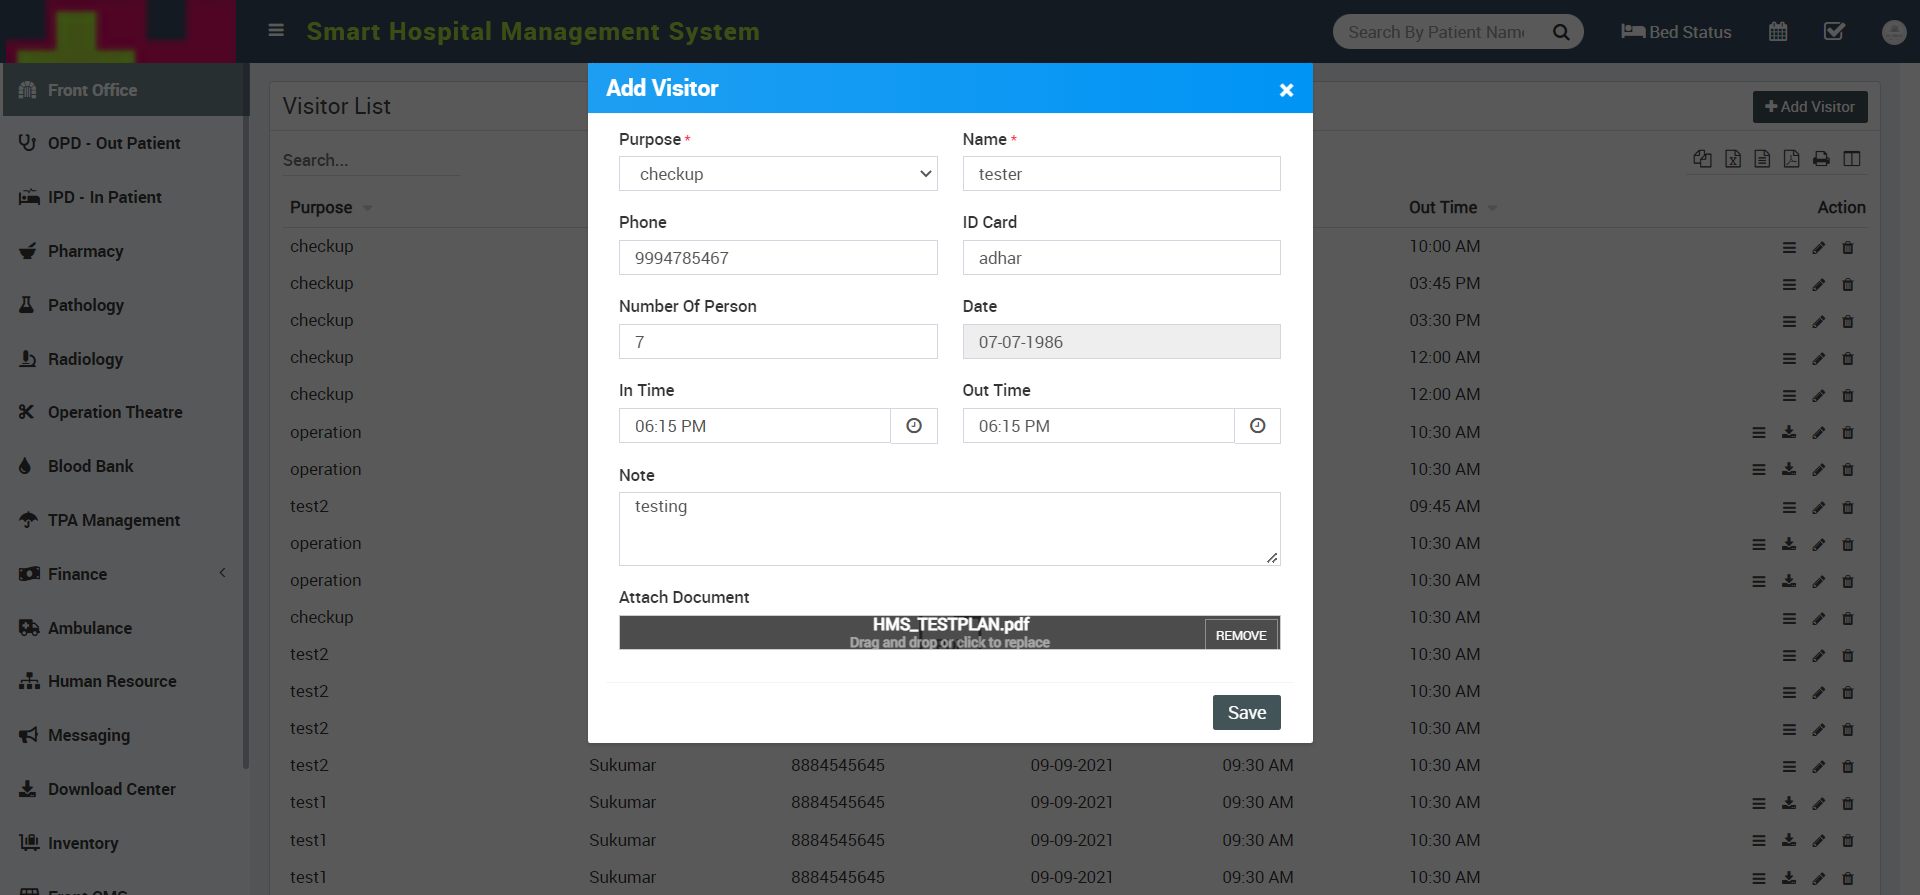 Smart Hospital Management System
Search By Patient Name
Bed Status
Front Office
OPD - Out Patient
IPD - In Patient
Pharmacy
Pathology
Radiology
Operation Theatre
Blood Bank
TPA Management
Finance
Ambulance
Human Resource
Messaging
Download Center
Inventory
Front CMS
Visitor List
+ Add Visitor
Search...
Purpose Out Time Action
checkup 10:00 AM
checkup 03:45 PM
checkup 03:30 PM
checkup 12:00 AM
checkup 12:00 AM
operation 10:30 AM
operation 10:30 AM
test2 09:45 AM
operation 10:30 AM
operation 10:30 AM
checkup 10:30 AM
test2 10:30 AM
test2 10:30 AM
test2 10:30 AM
test2 Sukumar 8884545645 09-09-2021 09:30 AM 10:30 AM
test1 Sukumar 8884545645 09-09-2021 09:30 AM 10:30 AM
test1 Sukumar 8884545645 09-09-2021 09:30 AM 10:30 AM
test1 Sukumar 8884545645 09-09-2021 09:30 AM 10:30 AM
Add Visitor
Purpose * Name *
checkup tester
Phone ID Card
9994785467 adhar
Number Of Person Date
7 07-07-1986
In Time Out Time
06:15 PM 06:15 PM
Note
testing
Attach Document
HMS_TESTPLAN.pdf
Drag and drop or click to replace
REMOVE
Save